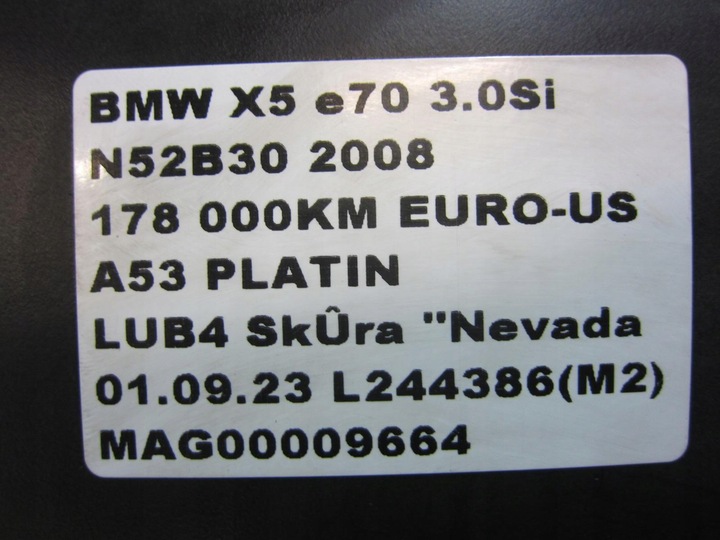 BMW X5 e70 3.0Si
N52B30 2008
178 000KM EURO-US
A53 PLATIN
LUB4 SkÛra "Nevada
01.09.23 L244386(M2)
MAG00009664